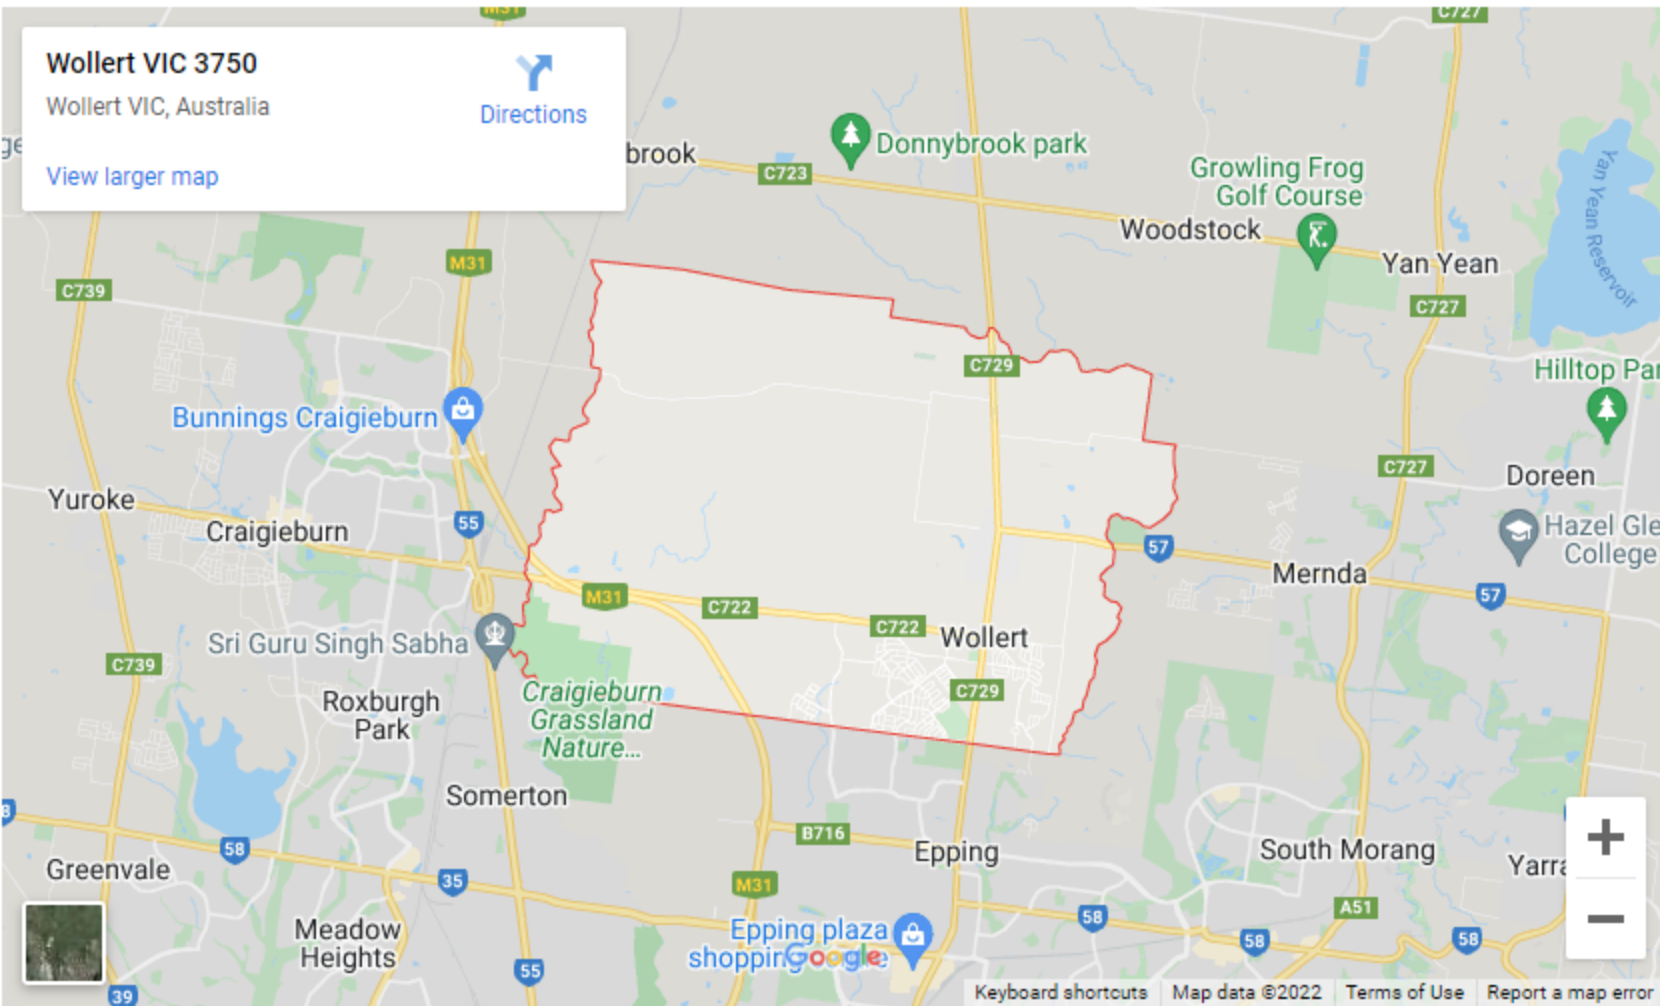 M31
C727
Wollert VIC 3750
Wollert VIC, Australia
Directions
View larger map
brook
Donnybrook park
C723
Growling Frog
Golf Course
Woodstock
Yan Yean
Yan Yean Reservoir
M31
C739
C727
C729
Hilltop Par
Bunnings Craigieburn
C727
Doreen
Yuroke
Craigieburn
55
Hazel Gle
College
57
Mernda
57
M31
C722
C722
Wollert
Sri Guru Singh Sabha
C739
C729
Roxburgh
Park
Craigieburn
Grassland
Nature...
Somerton
B716
Epping
South Morang
Yarra
58
Greenvale
35
M31
A51
58
58
58
Meadow
Heights
Epping plaza
shopping
Google
55
39
Keyboard shortcuts
Map data ©2022
Terms of Use
Report a map error